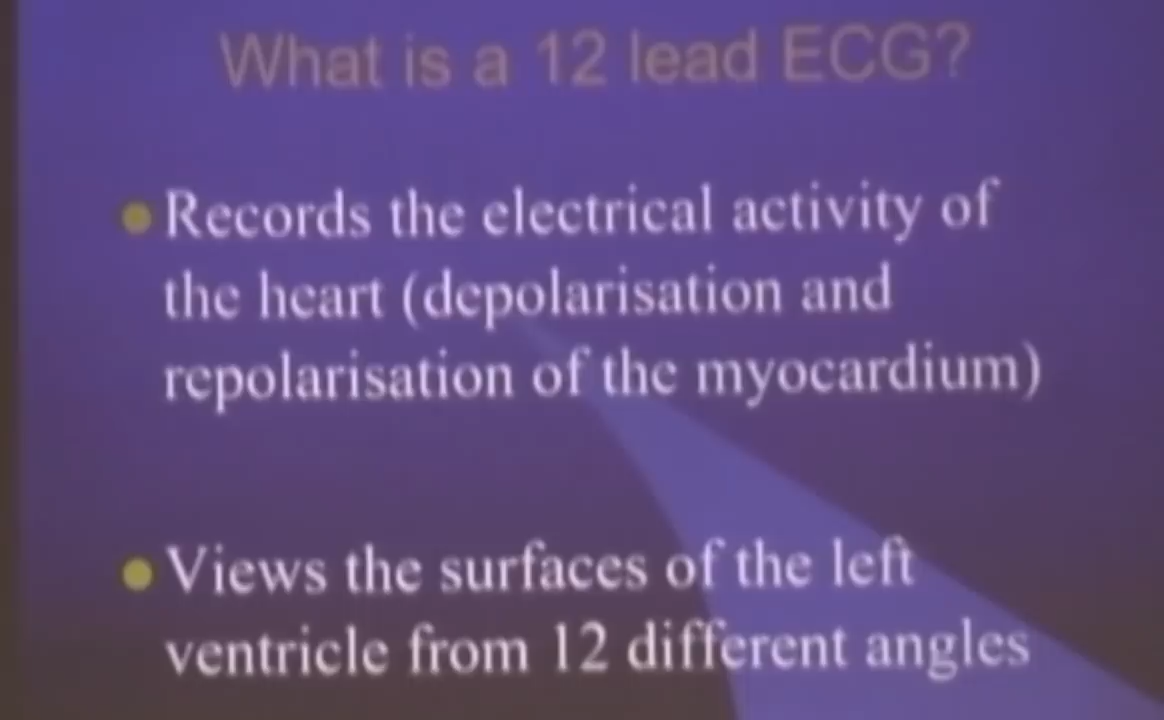 What is a 12 lead ECG?
Records the electrical activity of
the heart (depolarisation and
repolarisation of the myocardium)
Views the surfaces of the left
ventricle from 12 different angles